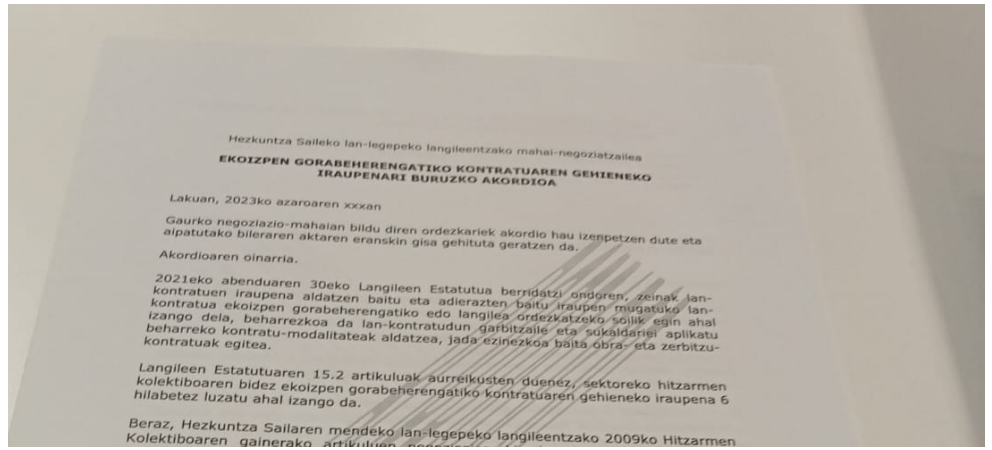 Hezkuntza Saileko lan-legepeko langileentzako mahai-negoziatzailea
EKOIZPEN GORABEHERENGATIKO KONTRATUAREN GEHIENEKO
IRAUPENARI BURUZKO AKORDIOA
Lakuan, 2023ko azaroaren xxxan
Gaurko negoziazio-mahaian bildu diren ordezkariek akordio hau izenpetzen dute eta
aipatutako bileraren aktaren eranskin gisa gehituta geratzen da.
Akordioaren oinarria.
2021eko abenduaren 30eko Langileen Estatutua berridatzi ondoren, zeinak lan-
kontratuen iraupena aldatzen baitu eta adierazten baitu iraupen mugatuko lan-
kontratua ekoizpen gorabeherengatiko edo langilea ordezkatzeko soilik egin ahal
izango dela, beharrezkoa da lan-kontratudun garbitzaile eta sukaldariei aplikatu
beharreko kontratu-modalitateak aldatzea, jada ezinezkoa baita obra- eta zerbitzu-
kontratuak egitea.
Langileen Estatutuaren 15.2 artikuluak aurreikusten duenez, sektoreko hitzarmen
kolektiboaren bidez ekoizpen gorabeherengatiko kontratuaren gehieneko iraupena 6
hilabetez luzatu ahal izango da.
Beraz, Hezkuntza Sailaren mendeko lan-legepeko langileentzako 2009ko Hitzarmen
Kolektiboaren gainerako artikuluen